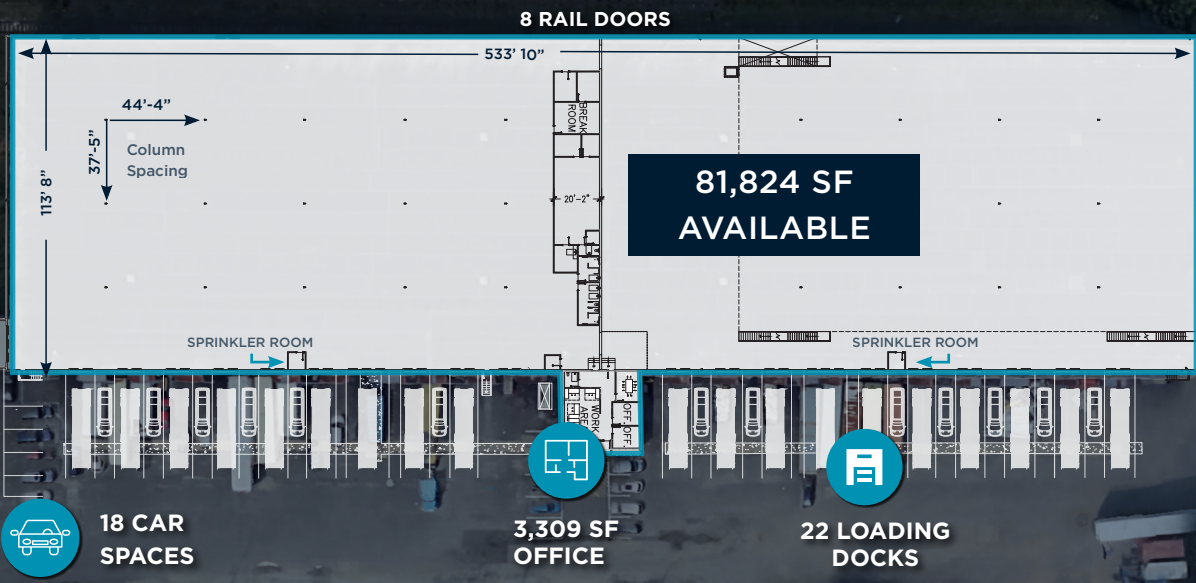 8 RAIL DOORS
533' 10”
44’-4”
37’-5”
Column
Spacing
113' 8”
BREAK
ROOM
20'-2"
81,824 SF
AVAILABLE
SPRINKLER ROOM
SPRINKLER ROOM
WORK
AREA
OFF.
OFF.
18 CAR
SPACES
3,309 SF
OFFICE
22 LOADING
DOCKS